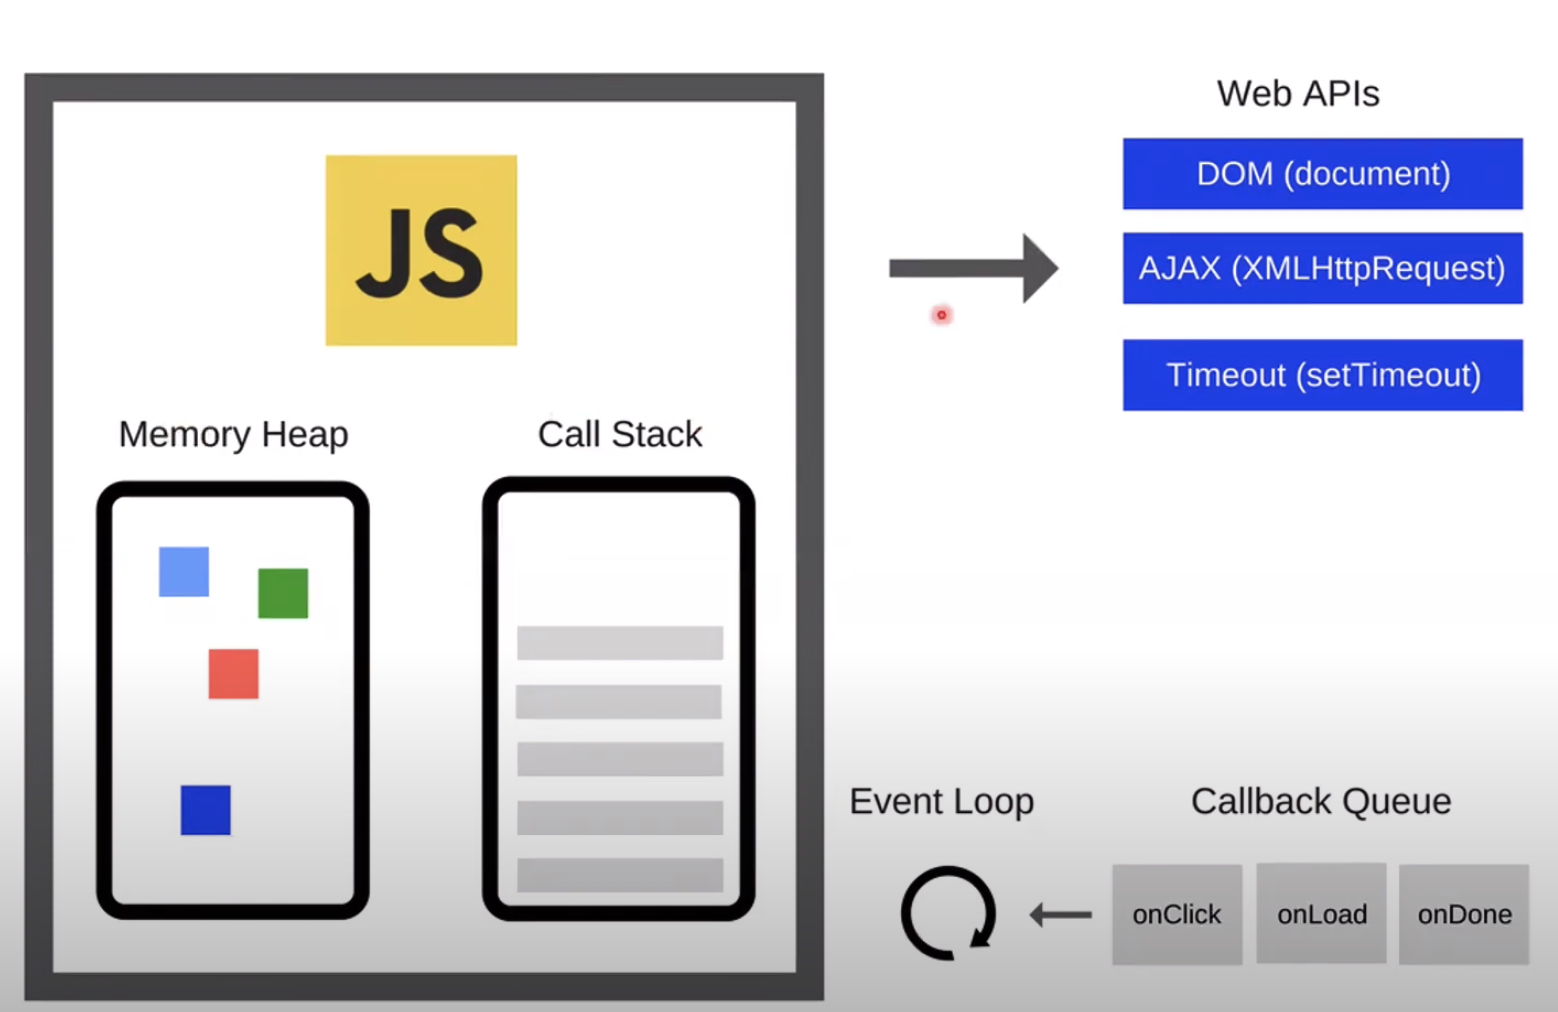 JS
Memory Heap
Call Stack
Web APIs
DOM (document)
AJAX (XMLHttpRequest)
Timeout (setTimeout)
Event Loop
Callback Queue
onClick
onLoad
onDone